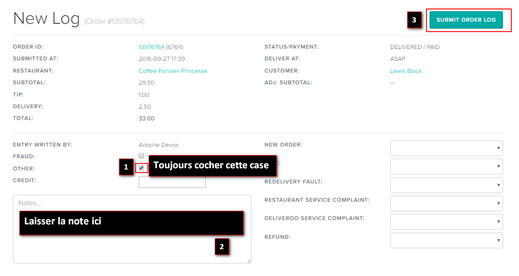 New Log (Order #13976764)
3
SUBMIT ORDER LOG
ORDER ID: 13976764 (6764)
STATUS/PAYMENT: DELIVERED / PAID
SUBMITTED AT: 2016-09-27 17:39
DELIVER AT: ASAP
RESTAURANT: Coffee Parisien Princesse
CUSTOMER: Lewis Black
SUBTOTAL: 29.50
ADJ. SUBTOTAL: –
TIP: 1.00
DELIVERY: 2.50
TOTAL: 33.00
ENTRY WRITTEN BY: Antoine Devos
NEW ORDER:
FRAUD:
OTHER:
1
Toujours cocher cette case
CREDIT:
REDELIVERY FAULT:
Notes...
RESTAURANT SERVICE COMPLAINT:
Laisser la note ici
DELIVEROO SERVICE COMPLAINT:
2
REFUND: